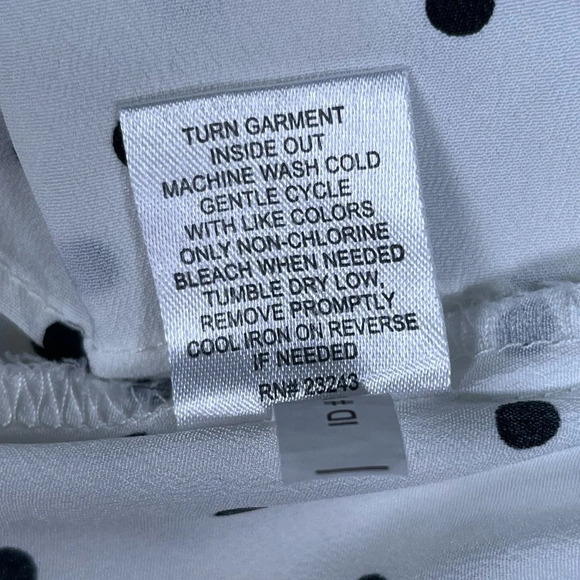 TURN GARMENT
INSIDE OUT
MACHINE WASH COLD
GENTLE CYCLE
WITH LIKE COLORS
ONLY NON-CHLORINE
BLEACH WHEN NEEDED
TUMBLE DRY LOW,
REMOVE PROMPTLY
COOL IRON ON REVERSE
IF NEEDED
RN# 23243
ID#